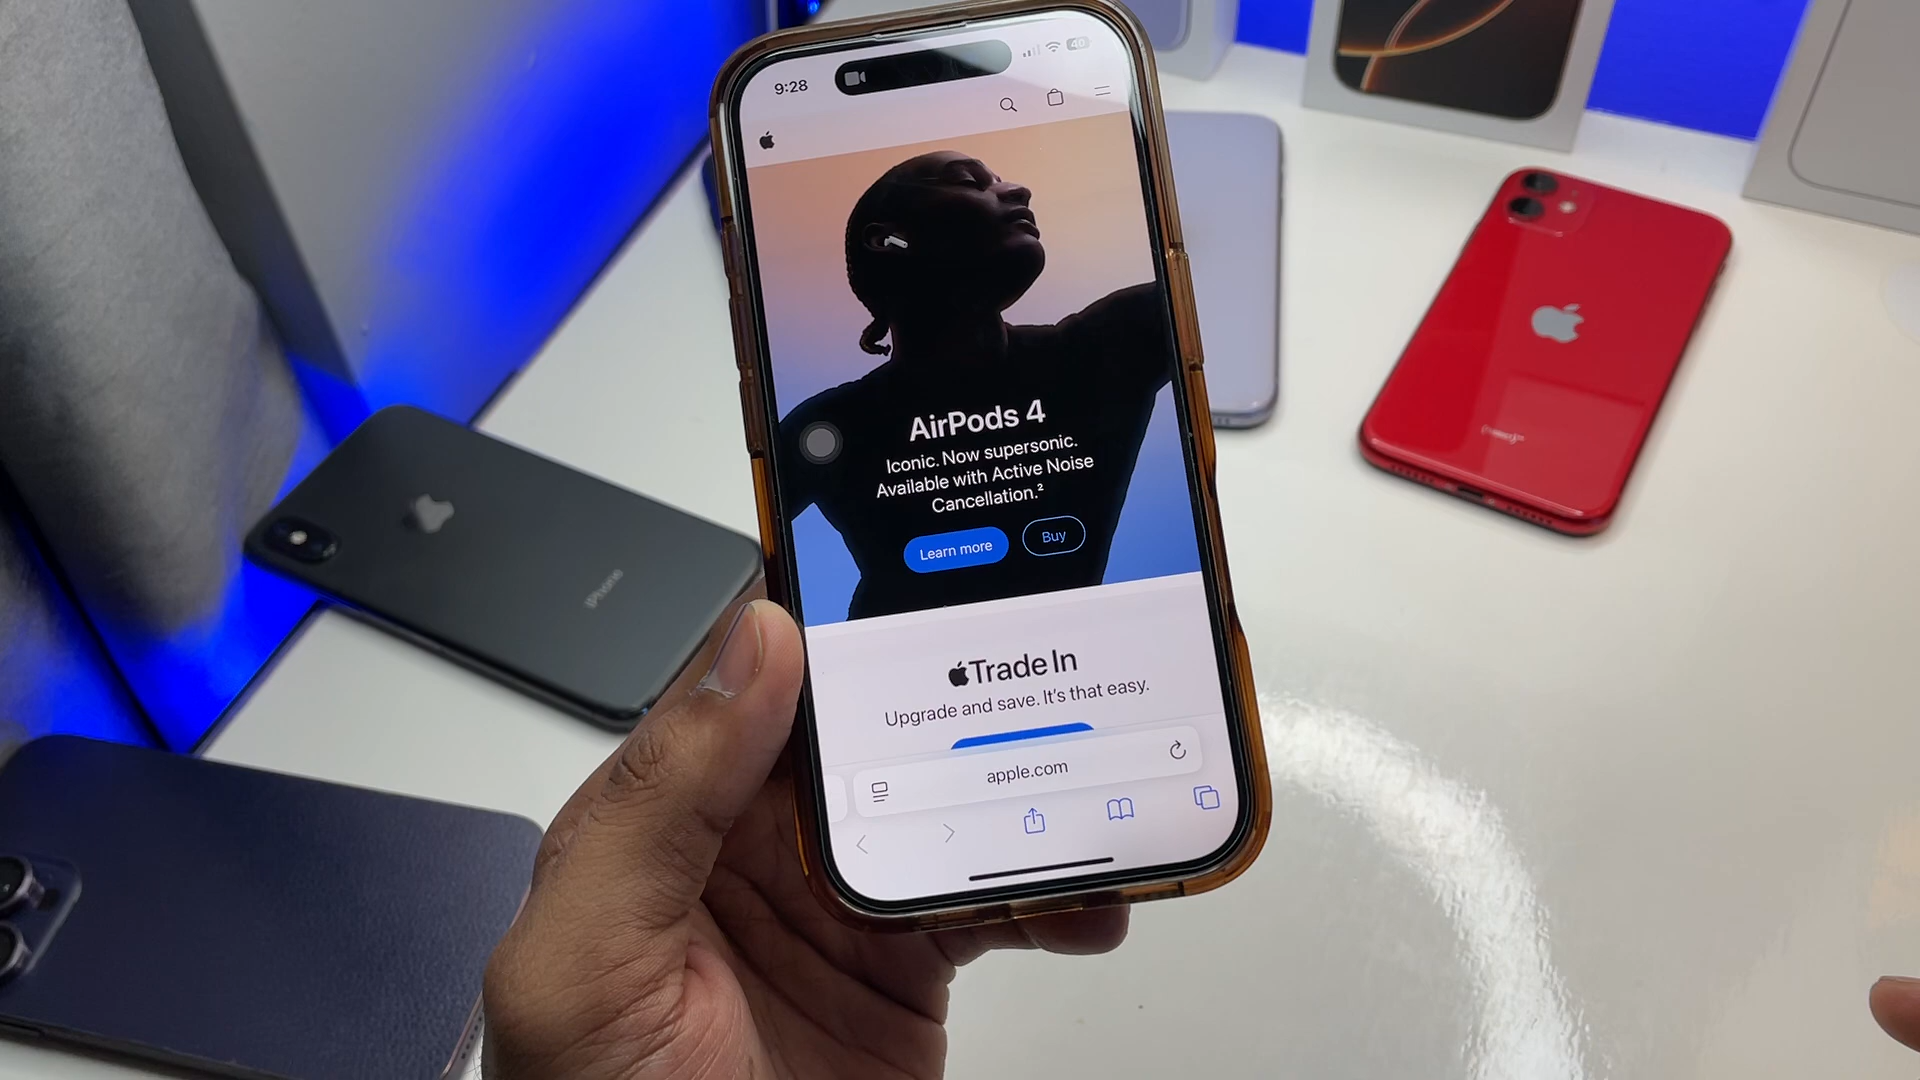 9:28
40
AirPods 4
Iconic. Now supersonic.
Available with Active Noise
Cancellation.²
Learn more
Buy
Trade In
Upgrade and save. It's that easy.
apple.com
iPhone